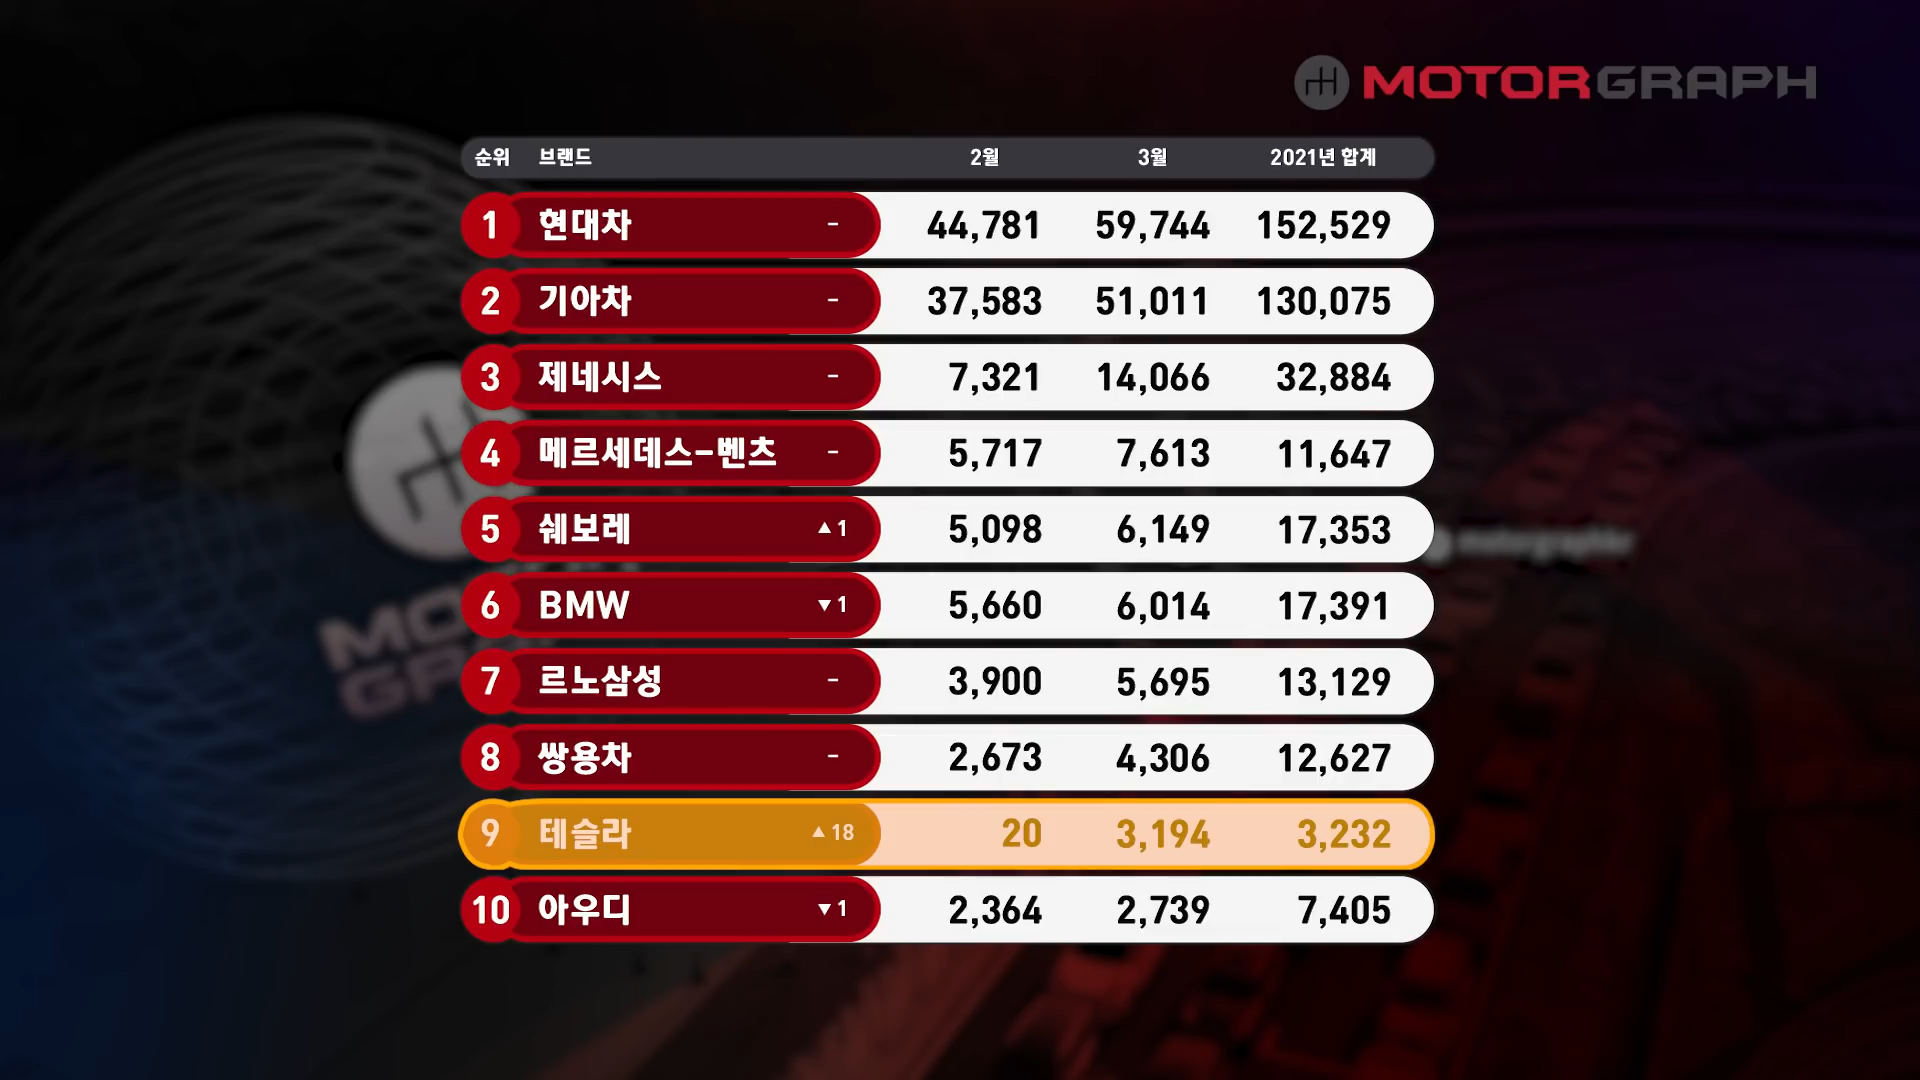 MOTORGRAPH
순위 브랜드 2월 3월 2021년 합계
1 현대차 - 44,781 59,744 152,529
2 기아차 - 37,583 51,011 130,075
3 제네시스 - 7,321 14,066 32,884
4 메르세데스-벤츠 - 5,717 7,613 11,647
5 쉐보레 ▲1 5,098 6,149 17,353
6 BMW ▼1 5,660 6,014 17,391
7 르노삼성 - 3,900 5,695 13,129
8 쌍용차 - 2,673 4,306 12,627
9 테슬라 ▲18 20 3,194 3,232
10 아우디 ▼1 2,364 2,739 7,405